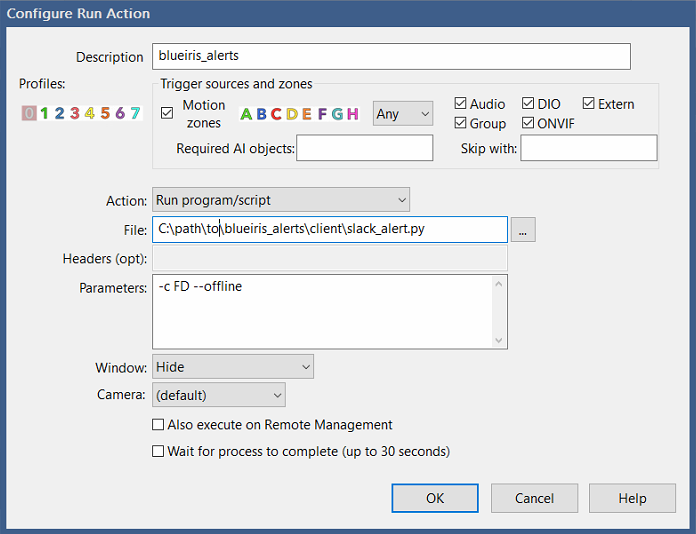 Configure Run Action
Description blueiris_alerts
Profiles:
0 1 2 3 4 5 6 7
Trigger sources and zones
Motion zones A B C D E F G H Any
Audio DIO Extern
Group ONVIF
Required AI objects: Skip with:
Action: Run program/script
File: C:\path\to\blueiris_alerts\client\slack_alert.py ...
Headers (opt):
Parameters: -c FD --offline
Window: Hide
Camera: (default)
Also execute on Remote Management
Wait for process to complete (up to 30 seconds)
OK Cancel Help